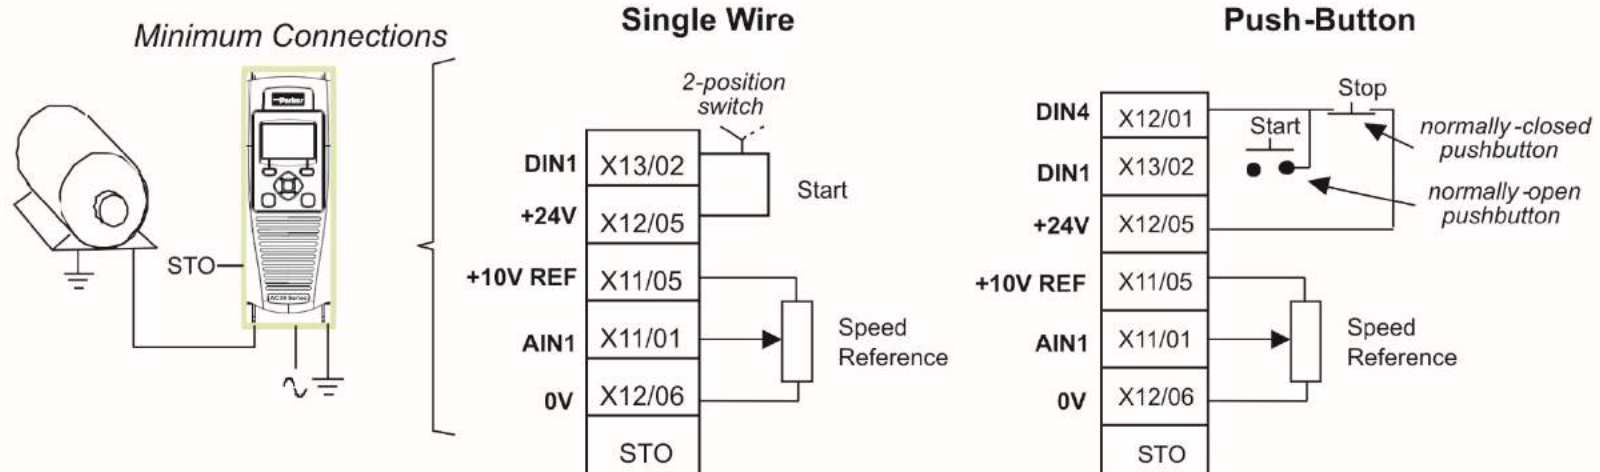 Minimum Connections
Parker
STO
AC30 Series
Single Wire
2-position
switch
DIN1 X13/02
Start
+24V X12/05
+10V REF X11/05
AIN1 X11/01
Speed
Reference
0V X12/06
STO
Push-Button
Stop
DIN4 X12/01
Start
normally-closed
pushbutton
DIN1 X13/02
normally-open
pushbutton
+24V X12/05
+10V REF X11/05
AIN1 X11/01
Speed
Reference
0V X12/06
STO